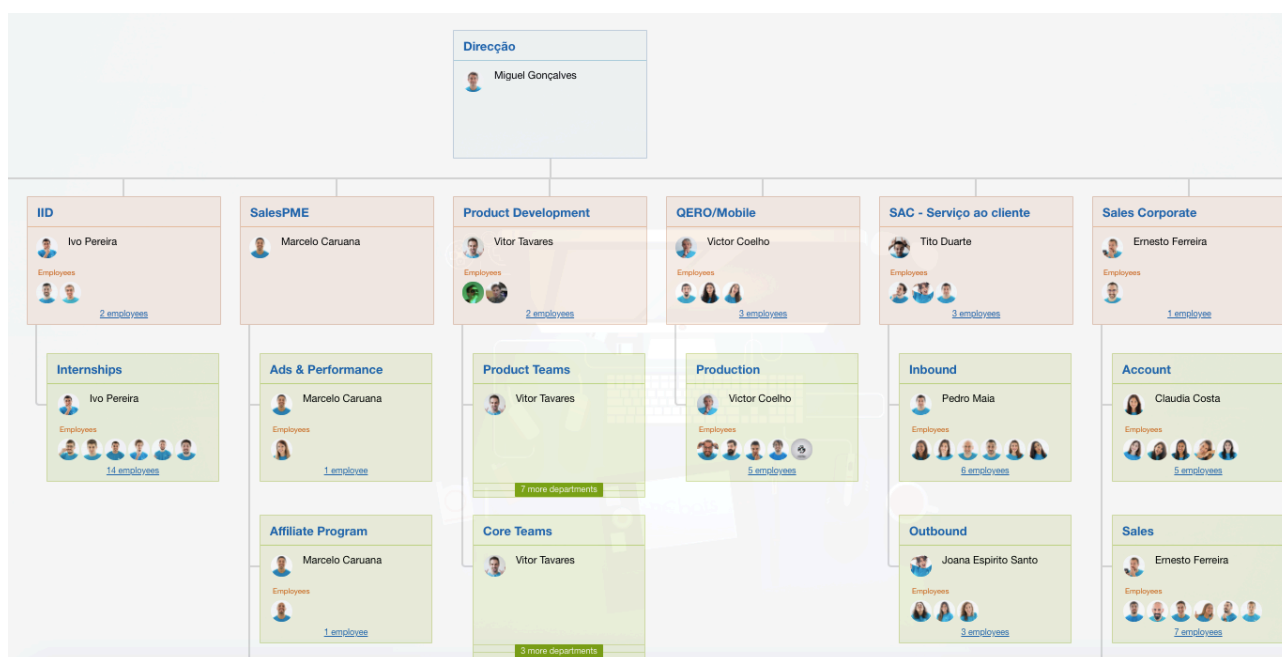 Direcção
Miguel Gonçalves
IID
Ivo Pereira
Employees
2 employees
SalesPME
Marcelo Caruana
Product Development
Vitor Tavares
Employees
2 employees
QERO/Mobile
Victor Coelho
Employees
3 employees
SAC - Serviço ao cliente
Tito Duarte
Employees
3 employees
Sales Corporate
Ernesto Ferreira
Employees
1 employee
Internships
Ivo Pereira
Employees
14 employees
Ads & Performance
Marcelo Caruana
Employees
1 employee
Product Teams
Vitor Tavares
7 more departments
Production
Victor Coelho
Employees
5 employees
Inbound
Pedro Maia
Employees
6 employees
Account
Claudia Costa
Employees
5 employees
Affiliate Program
Marcelo Caruana
Employees
1 employee
Core Teams
Vitor Tavares
3 more departments
Outbound
Joana Espirito Santo
Employees
3 employees
Sales
Ernesto Ferreira
Employees
7 employees